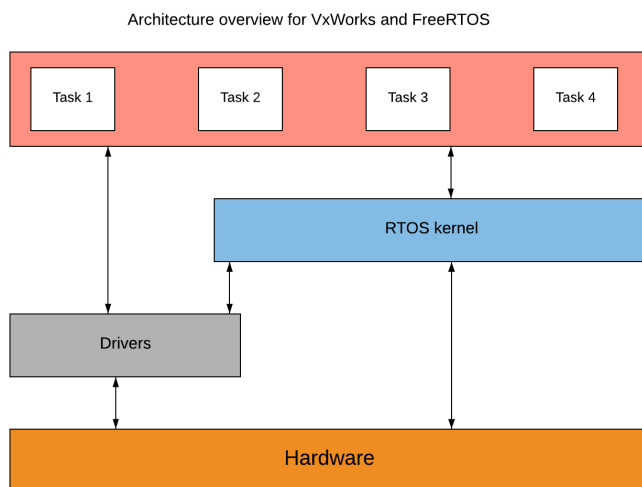 Architecture overview for VxWorks and FreeRTOS
Task 1
Task 2
Task 3
Task 4
RTOS kernel
Drivers
Hardware